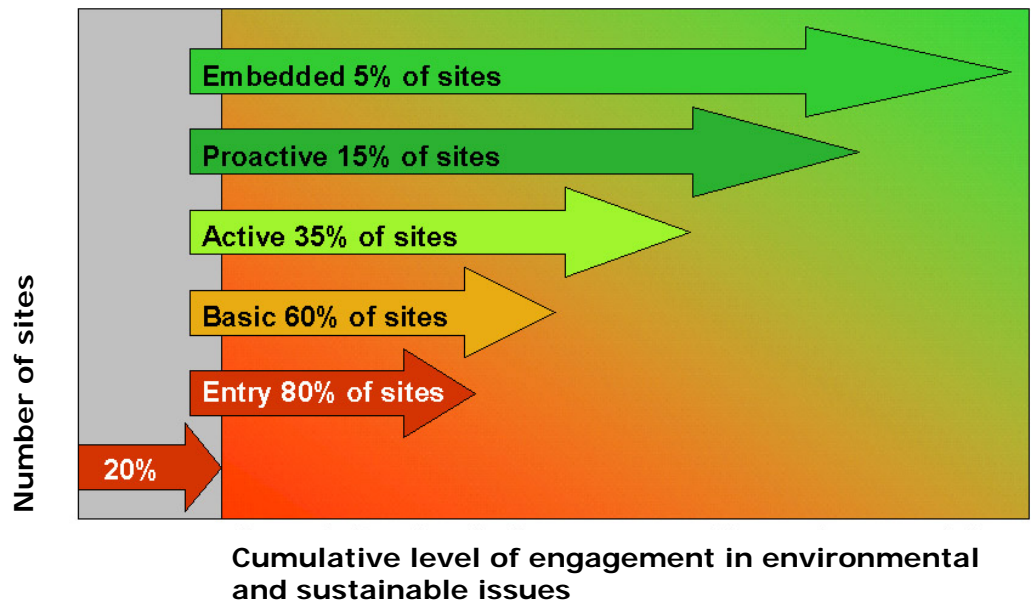 Embedded 5% of sites
Proactive 15% of sites
Active 35% of sites
Basic 60% of sites
Entry 80% of sites
20%
Number of sites
Cumulative level of engagement in environmental
and sustainable issues